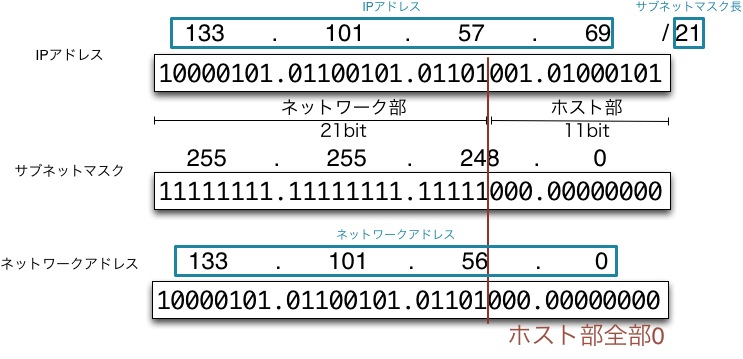 IPアドレス サブネットマスク長
133 . 101 . 57 . 69 /21
IPアドレス
10000101.01100101.01101001.01000101
ネットワーク部 ホスト部
21bit 11bit
255 . 255 . 248 . 0
サブネットマスク
11111111.11111111.11111000.00000000
ネットワークアドレス
133 . 101 . 56 . 0
ネットワークアドレス
10000101.01100101.01101000.00000000
ホスト部全部0